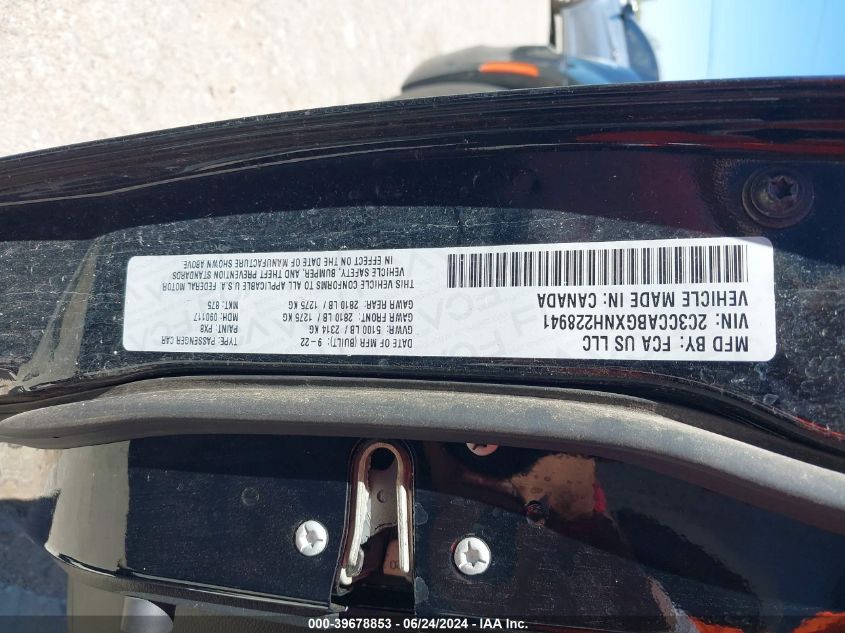 MFD BY: FCA US LLC
DATE OF MFR (BUILT): 9-22
TYPE: PASSENGER CAR
VIN: 2C3CCABGXNH228941
GVWR: 5100 LB / 2314 KG
PAINT: PX8
VEHICLE MADE IN: CANADA
GAWR FRONT: 2810 LB / 1275 KG
MDH: 090117
GAWR REAR: 2810 LB / 1275 KG
MKT: 875
THIS VEHICLE CONFORMS TO ALL APPLICABLE U.S.A. FEDERAL MOTOR
VEHICLE SAFETY, BUMPER, AND THEFT PREVENTION STANDARDS
IN EFFECT ON THE DATE OF MANUFACTURE SHOWN ABOVE.
000-39678853 - 06/24/2024 - IAA Inc.